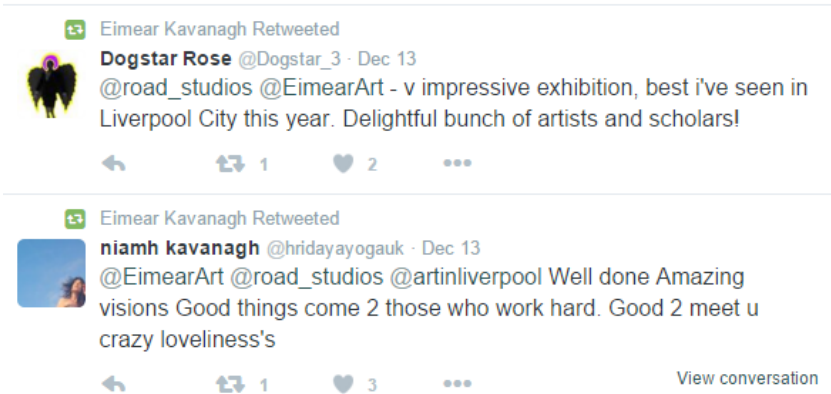 Eimear Kavanagh Retweeted
Dogstar Rose @Dogstar_3 · Dec 13
@road_studios @EimearArt - v impressive exhibition, best i've seen in
Liverpool City this year. Delightful bunch of artists and scholars!
1 2
Eimear Kavanagh Retweeted
niamh kavanagh @hridayayogauk · Dec 13
@EimearArt @road_studios @artinliverpool Well done Amazing
visions Good things come 2 those who work hard. Good 2 meet u
crazy loveliness's
1 3 View conversation